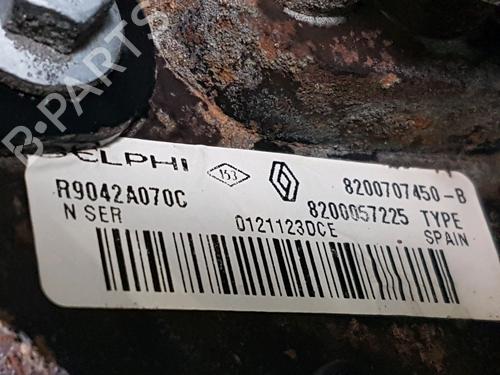 B-PARTS
DELPHI 153 8200707450-B
R9042A070C 8200057225 TYPE
N SER 0121123DCE SPAIN